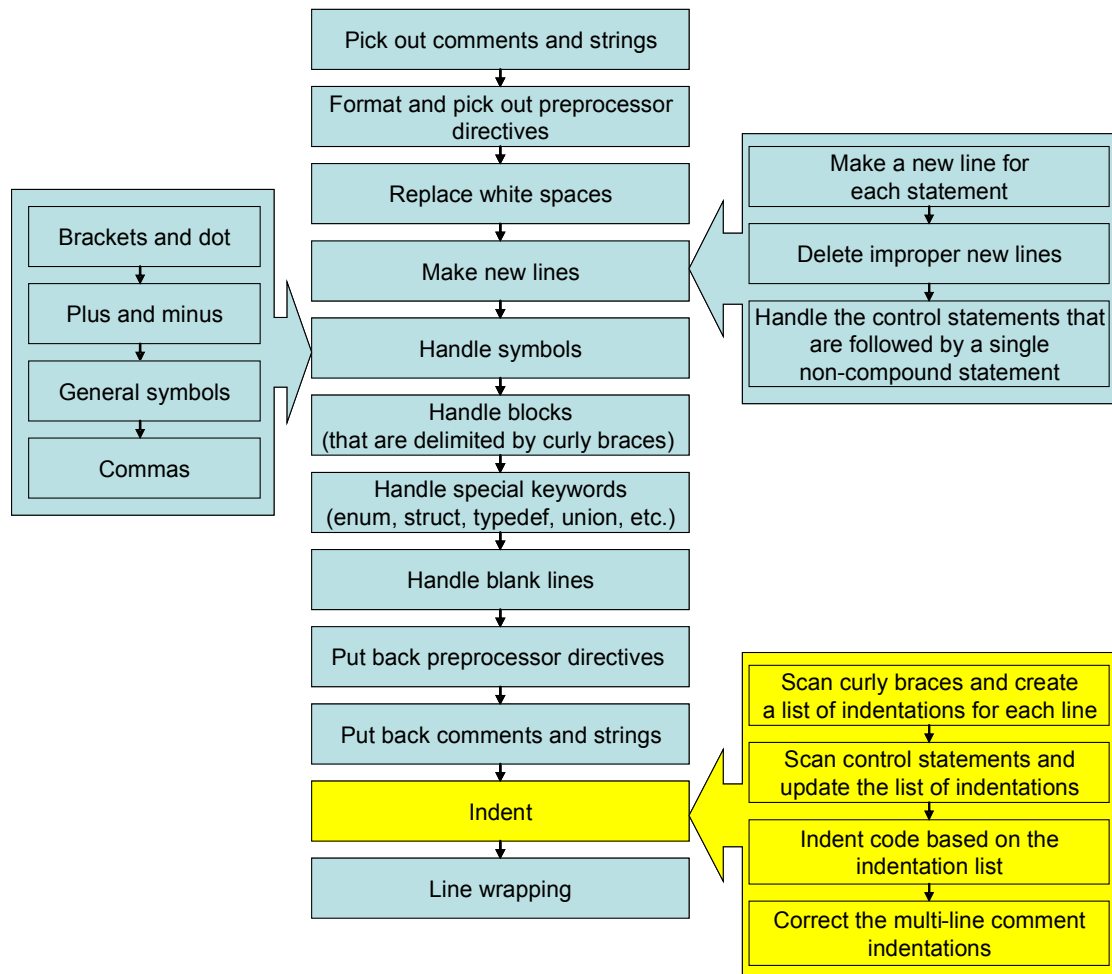 Pick out comments and strings
Format and pick out preprocessor
directives
Replace white spaces
Make new lines
Handle symbols
Handle blocks
(that are delimited by curly braces)
Handle special keywords
(enum, struct, typedef, union, etc.)
Handle blank lines
Put back preprocessor directives
Put back comments and strings
Indent
Line wrapping
Brackets and dot
Plus and minus
General symbols
Commas
Make a new line for
each statement
Delete improper new lines
Handle the control statements that
are followed by a single
non-compound statement
Scan curly braces and create
a list of indentations for each line
Scan control statements and
update the list of indentations
Indent code based on the
indentation list
Correct the multi-line comment
indentations